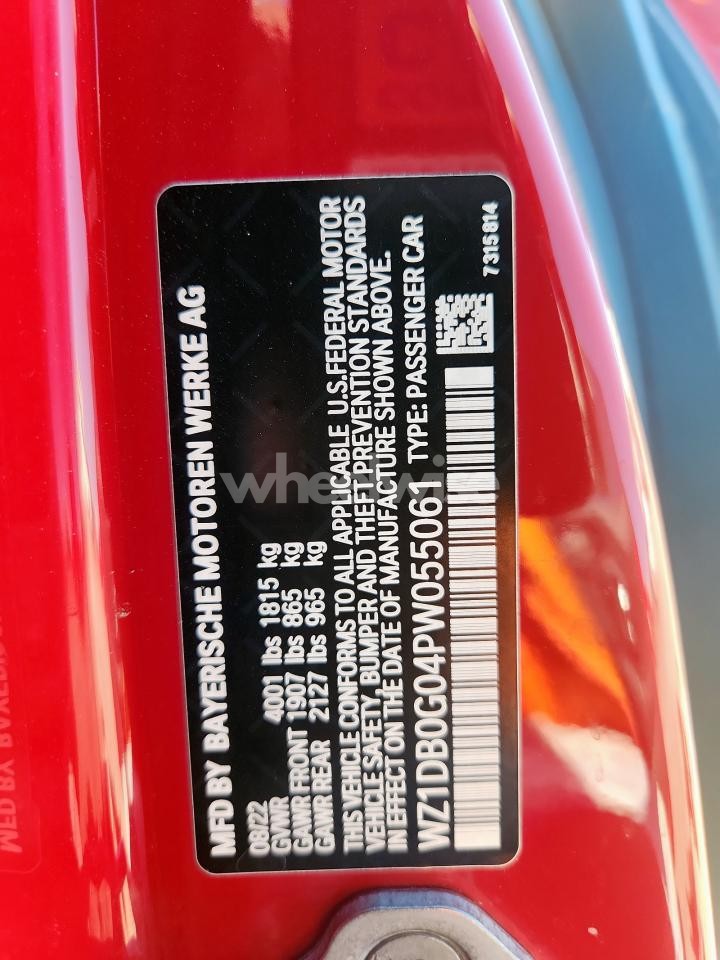 MFD BY BAYERISCHE MOTOREN WERKE AG
08/22
GVWR 4001 lbs 1815 kg
GAWR FRONT 1907 lbs 865 kg
GAWR REAR 2127 lbs 965 kg
THIS VEHICLE CONFORMS TO ALL APPLICABLE U.S. FEDERAL MOTOR
VEHICLE SAFETY, BUMPER AND THEFT PREVENTION STANDARDS
IN EFFECT ON THE DATE OF MANUFACTURE SHOWN ABOVE.
WZ1DB0G04PW055061 TYPE: PASSENGER CAR
7315814
wheelwise